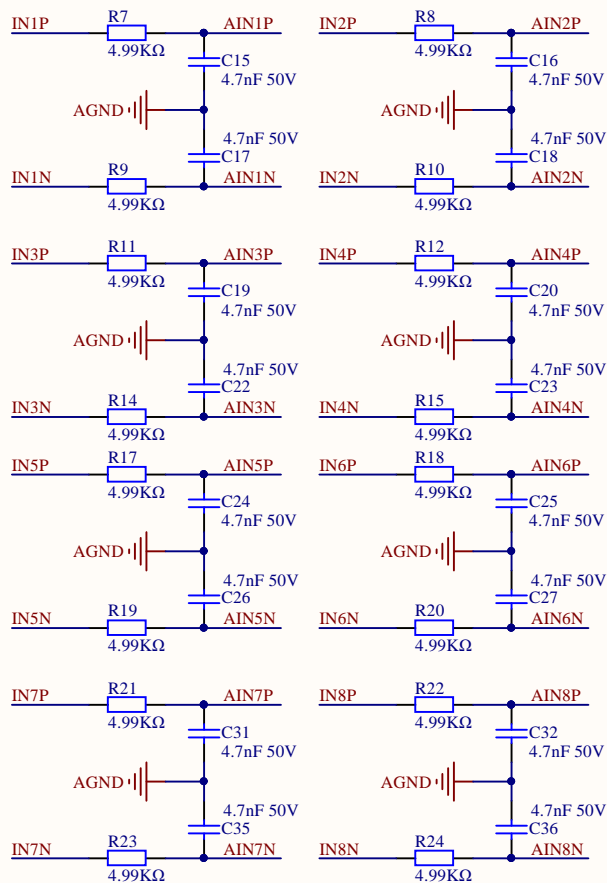 IN1P R7 AIN1P IN2P R8 AIN2P
4.99KΩ 4.99KΩ
C15 C16
4.7nF 50V 4.7nF 50V
AGND AGND
4.7nF 50V 4.7nF 50V
C17 C18
IN1N R9 AIN1N IN2N R10 AIN2N
4.99KΩ 4.99KΩ
IN3P R11 AIN3P IN4P R12 AIN4P
4.99KΩ 4.99KΩ
C19 C20
4.7nF 50V 4.7nF 50V
AGND AGND
4.7nF 50V 4.7nF 50V
C22 C23
IN3N R14 AIN3N IN4N R15 AIN4N
4.99KΩ 4.99KΩ
IN5P R17 AIN5P IN6P R18 AIN6P
4.99KΩ 4.99KΩ
C24 C25
4.7nF 50V 4.7nF 50V
AGND AGND
4.7nF 50V 4.7nF 50V
C26 C27
IN5N R19 AIN5N IN6N R20 AIN6N
4.99KΩ 4.99KΩ
IN7P R21 AIN7P IN8P R22 AIN8P
4.99KΩ 4.99KΩ
C31 C32
4.7nF 50V 4.7nF 50V
AGND AGND
4.7nF 50V 4.7nF 50V
C35 C36
IN7N R23 AIN7N IN8N R24 AIN8N
4.99KΩ 4.99KΩ